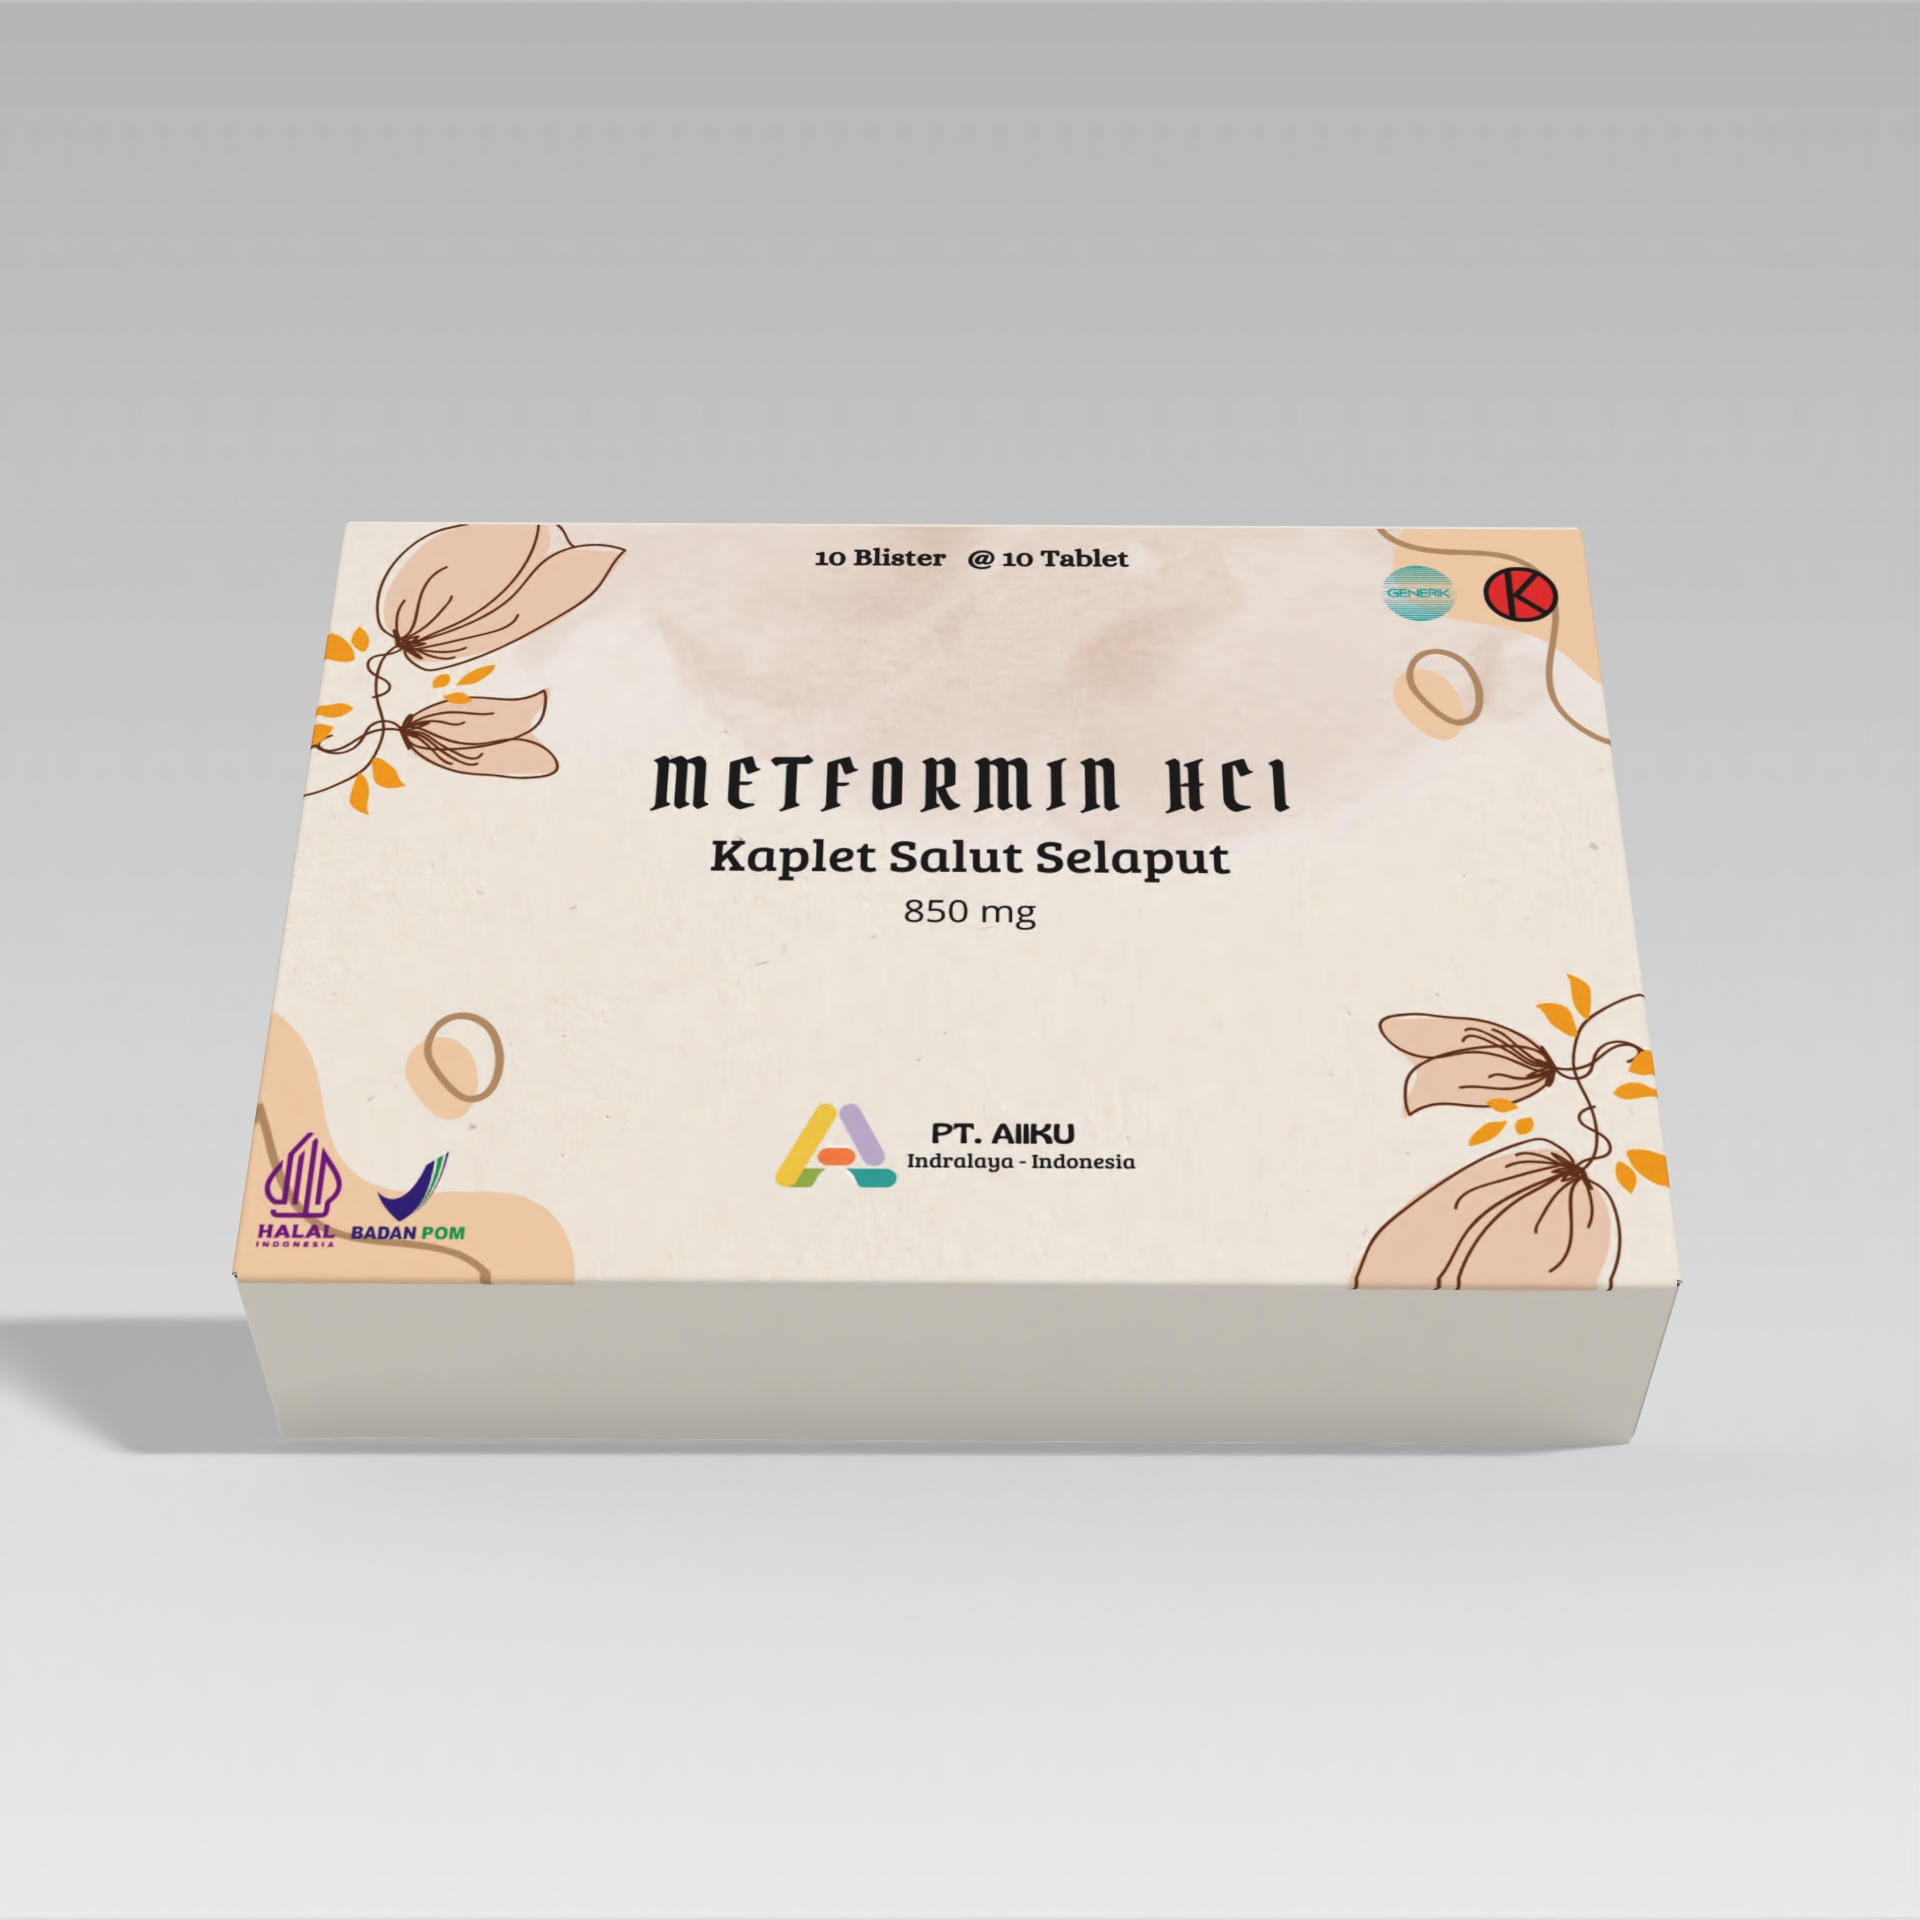 10 Blister @ 10 Tablet
GENERIK
K
METFORMIN HCl
Kaplet Salut Selaput
850 mg
PT. AIIKU
Indralaya - Indonesia
HALAL
INDONESIA
BADAN POM